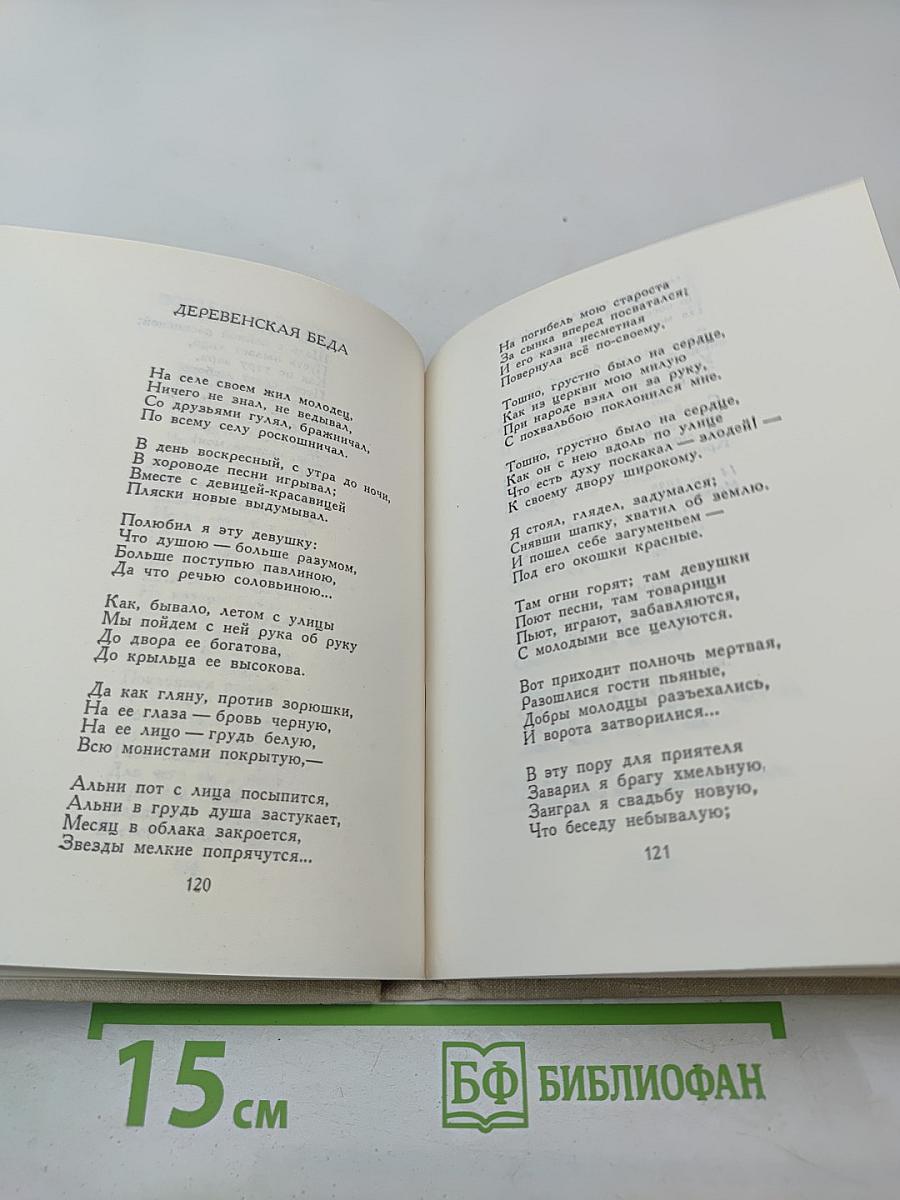 ДЕРЕВЕНСКАЯ БЕДА
На селе своем жил молодец,
Ничего не знал, не ведывал,
Со друзьями гулял, бражничал,
По всему селу роскошничал.
В день воскресный, с утра до ночи,
В хороводе песни игрывал;
Вместе с девицей-красавицей
Пляски новые выдумывал.
Полюбил я эту девушку:
Что душою — больше разумом,
Больше поступью павлиною,
Да что речью соловьиною...
Как, бывало, летом с улицы
Мы пойдем с ней рука об руку
До двора ее богатова,
До крыльца ее высокова.
Да как гляну, против зорюшки,
На ее глаза — бровь черную,
На ее лицо — грудь белую,
Всю монистами покрытую,—
Альни пот с лица посыпится,
Альни в грудь душа застукает,
Месяц в облака закроется,
Звезды мелкие попрячутся...
120
На погибель мою староста
За сынка вперед посватался;
И его казна несметная
Повернула всё по-своему.
Тошно, грустно было на сердце,
Как из церкви мою милую
При народе взял он за руку,
С похвальбою поклонился мне.
Тошно, грустно было на сердце,
Как он с нею вдоль по улице
Что есть духу поскакал — злодей! —
К своему двору широкому.
Я стоял, глядел, задумался;
Снявши шапку, хватил об землю.
И пошел себе загуменьем —
Под его окошки красные.
Там огни горят; там девушки
Поют песни, там товарищи
Пьют, играют, забавляются,
С молодыми все целуются.
Вот приходит полночь мертвая,
Разошлися гости пьяные,
Добры молодцы разъехались,
И ворота затворилися...
В эту пору для приятеля
Заварил я брагу хмельную,
Заиграл я свадьбу новую,
Что беседу небывалую;
121
15 см
БФ БИБЛИОФАН